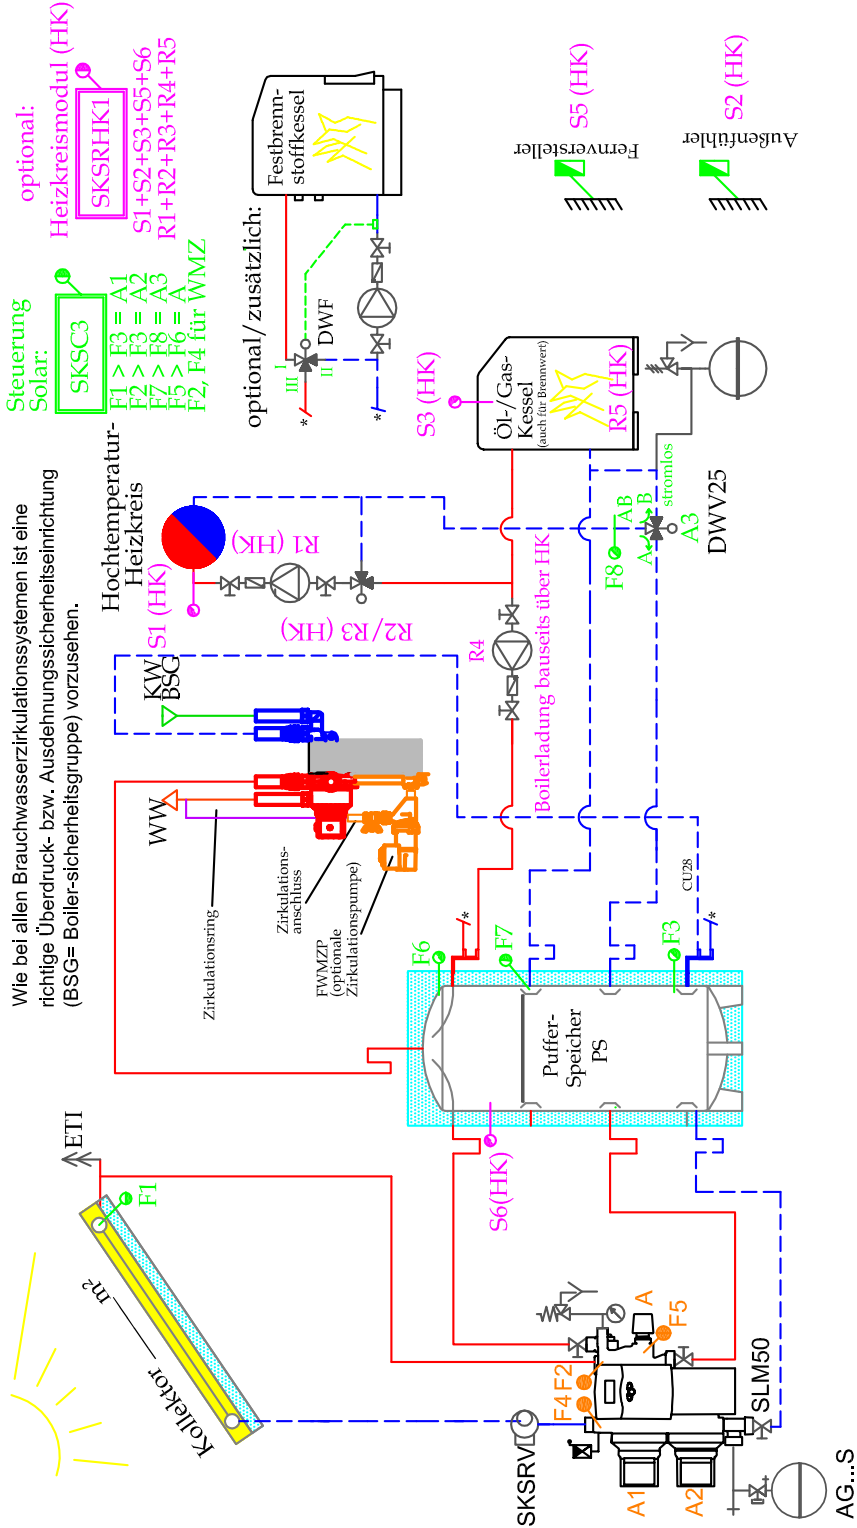 Wie bei allen Brauchwasserzirkulationssystemen ist eine
richtige Überdruck- bzw. Ausdehnungssicherheitseinrichtung
(BSG= Boiler-sicherheitsgruppe) vorzusehen.
Steuerung
Solar:
SKSC3
F1 > F3 = A1
F2 > F3 = A2
F7 > F8 = A3
F5 > F6 = A
F2, F4 für WMZ
optional:
Heizkreismodul (HK)
SKSRHK1
S1+S2+S3+S5+S6
R1+R2+R3+R4+R5
ETI
F1
m²
Kollektor
WW
KW
BSG
Zirkulationsring
Zirkulations-
anschluss
FWMZP
(optionale
Zirkulationspumpe)
Hochtemperatur-
Heizkreis
S1 (HK)
R1 (HK)
R2/R3 (HK)
optional/zusätzlich:
Festbrenn-
stoffkessel
DWF
I
III
II
*
*
S3 (HK)
Öl-/Gas-
Kessel
(auch für Brennwert)
R5 (HK)
Fernversteller
S5 (HK)
Außenfühler
S2 (HK)
R4
Boilerladung bauseits über HK
F8
A
AB
B
stromlos
A3
DWV25
F6
*
F7
F3
CU28
*
Puffer-
Speicher
PS
S6(HK)
SKSRV
F4
F2
A
F5
A1
A2
SLM50
AG...S